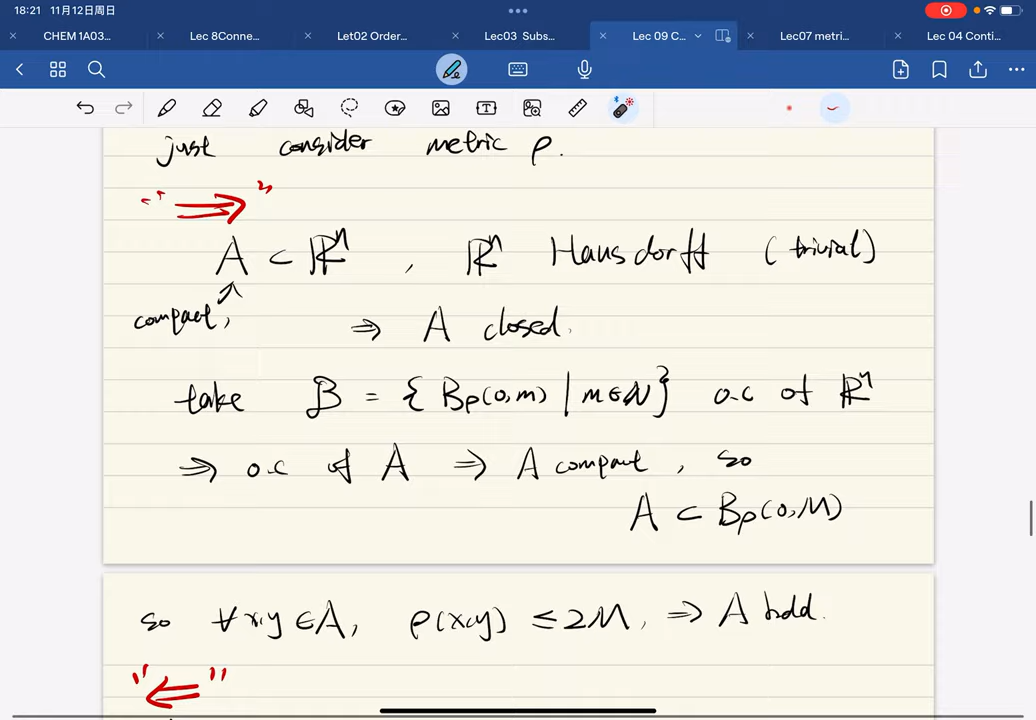 18:21 11月12日周日
CHEM 1A03... Lec 8Conne... Let02 Order... Lec03 Subs... Lec 09 C... Lec07 metri... Lec 04 Conti...
just consider metric ρ.
"⇒"
A ⊂ ℝⁿ , ℝⁿ Hausdorff (trivial)
compact, ⇒ A closed.
take B = { Bρ(0,m) | m∈N } o.c of ℝⁿ
⇒ o.c of A ⇒ A compact, so
A ⊂ Bρ(0,M)
so ∀x,y ∈A, ρ(x,y) ≤ 2M, ⇒ A bdd.
"⇐"